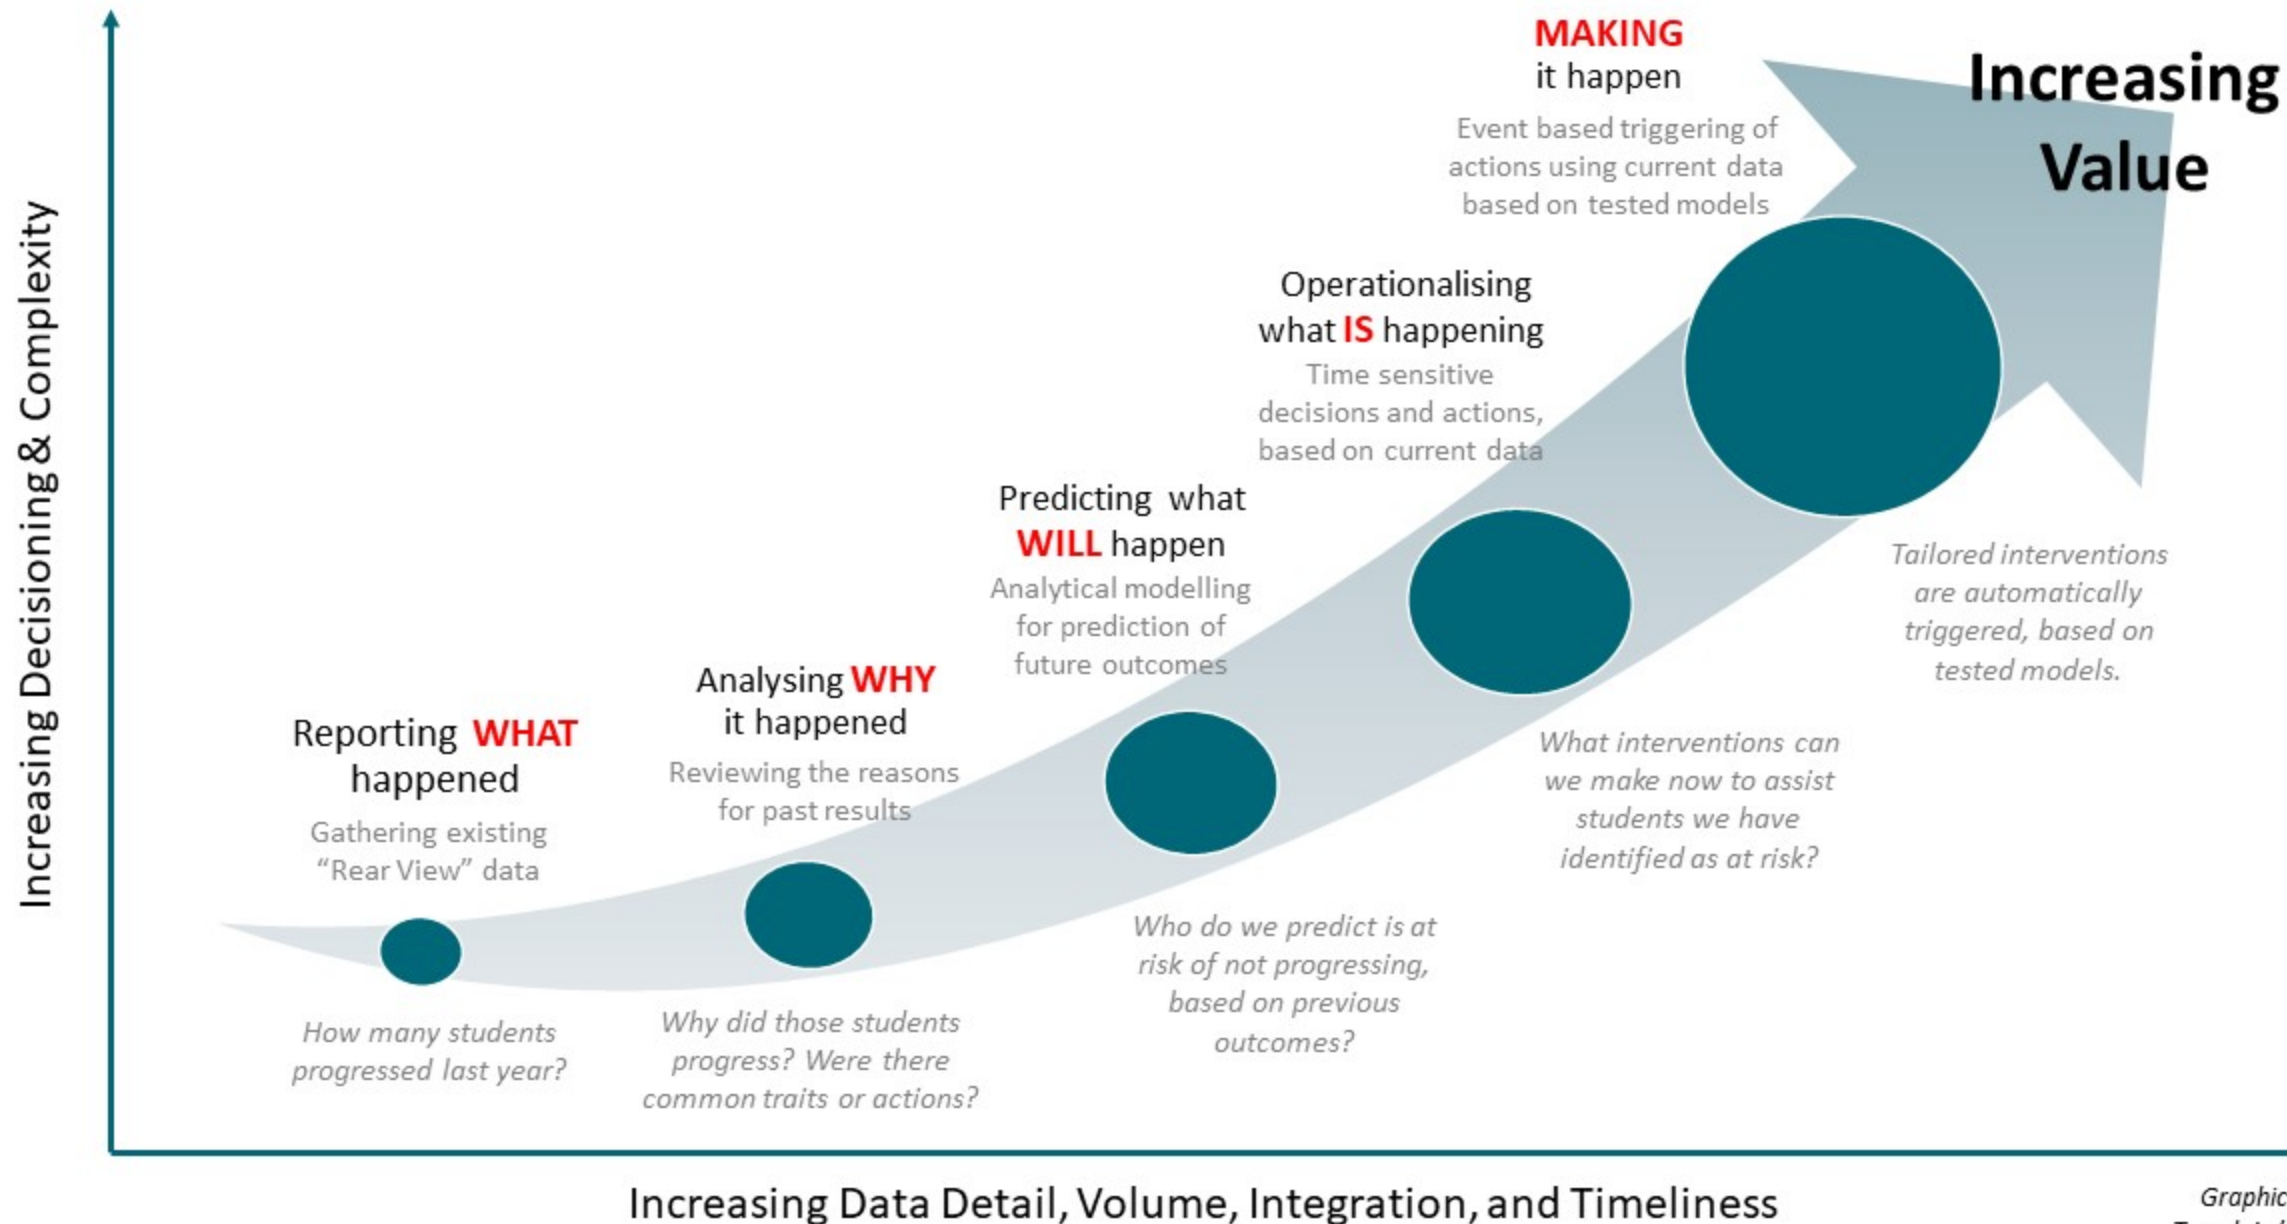 MAKING
it happen
Event based triggering of
actions using current data
based on tested models
Increasing
Value
Operationalising
what IS happening
Time sensitive
decisions and actions,
based on current data
Predicting what
WILL happen
Analytical modelling
for prediction of
future outcomes
Analysing WHY
it happened
Reviewing the reasons
for past results
Reporting WHAT
happened
Gathering existing
“Rear View” data
Increasing Decisioning & Complexity
How many students
progressed last year?
Why did those students
progress? Were there
common traits or actions?
Who do we predict is at
risk of not progressing,
based on previous
outcomes?
What interventions can
we make now to assist
students we have
identified as at risk?
Tailored interventions
are automatically
triggered, based on
tested models.
Increasing Data Detail, Volume, Integration, and Timeliness
Graphic